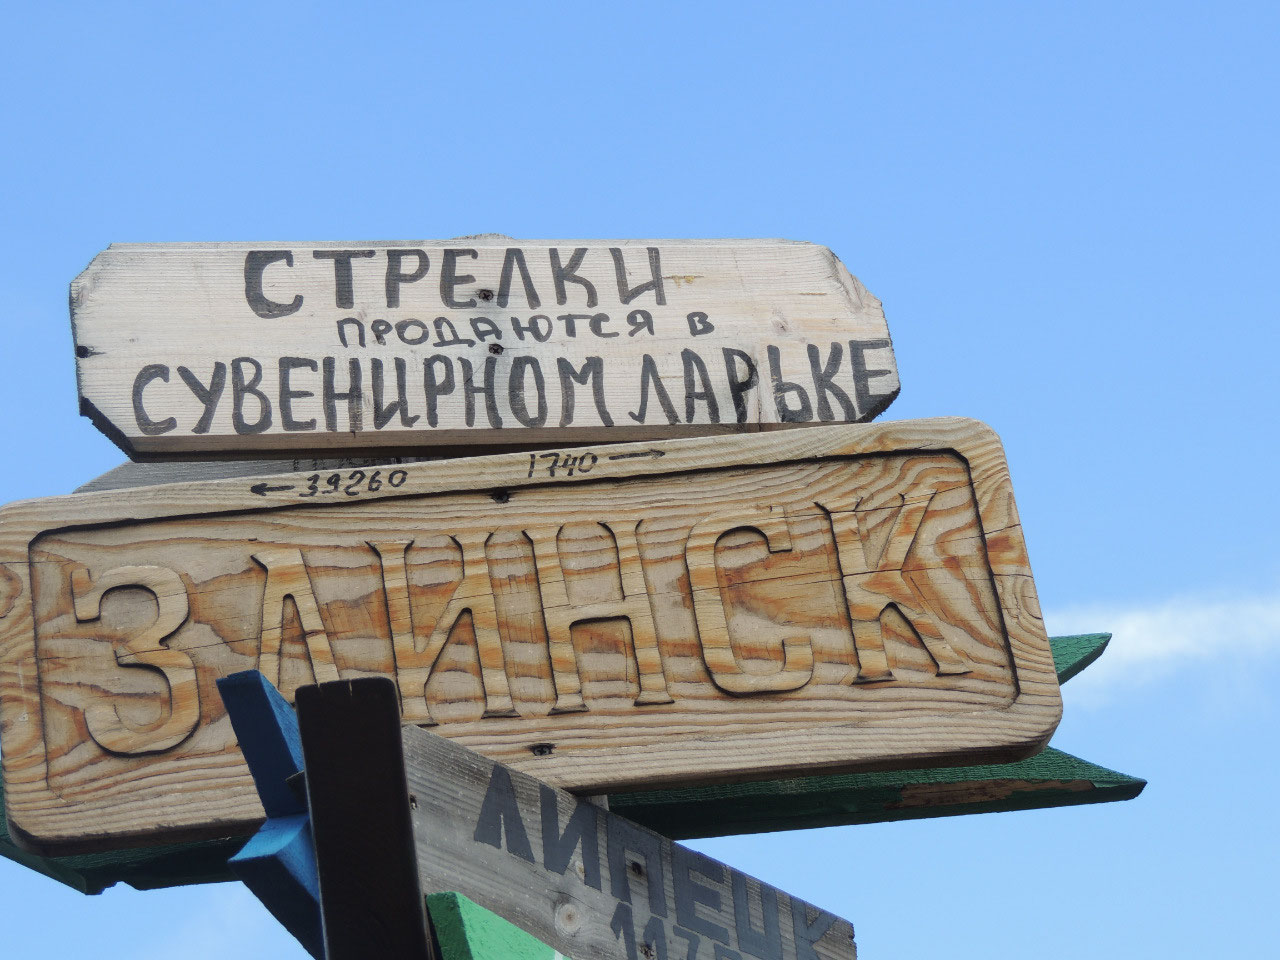 СТРЕЛКИ
ПРОДАЮТСЯ В
СУВЕНИРНОМ ЛАРЬКЕ
←39260 1740→
ЗАИНСК
ЛИПЕЦК